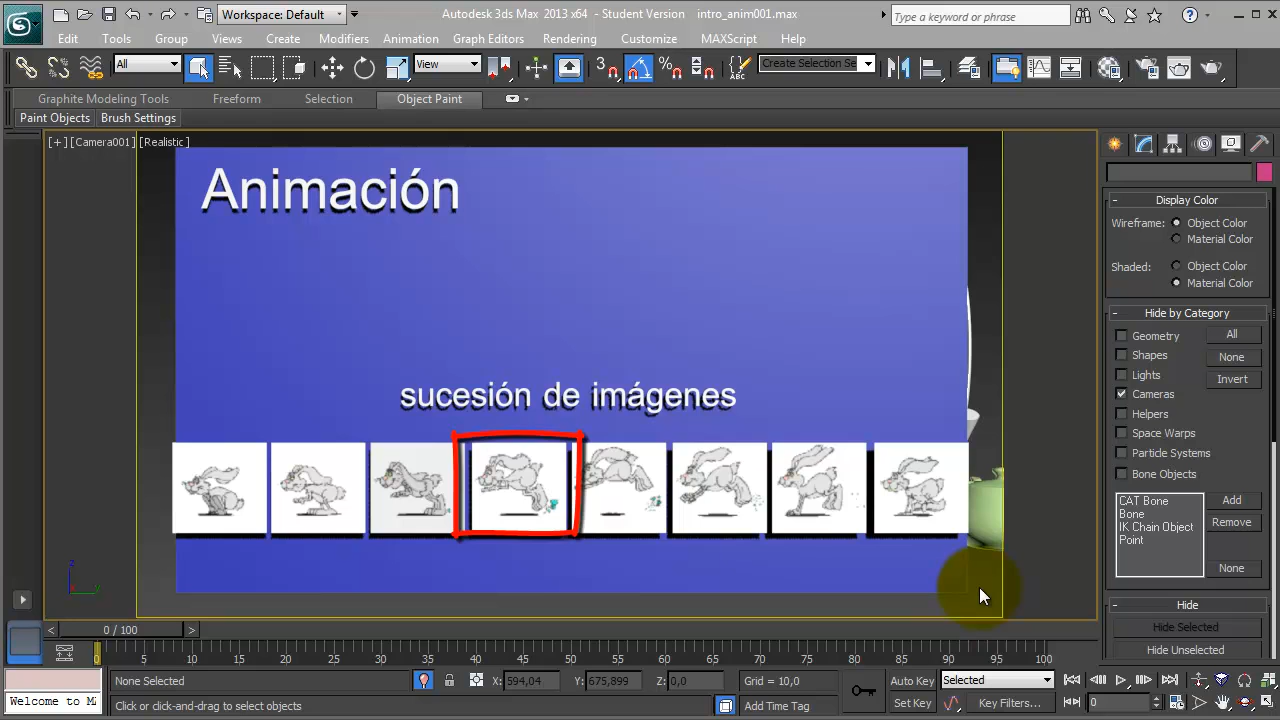 Workspace: Default
Autodesk 3ds Max 2013 x64 - Student Version intro_anim001.max
Type a keyword or phrase
Edit Tools Group Views Create Modifiers Animation Graph Editors Rendering Customize MAXScript Help
All
View
3
Create Selection Se
Graphite Modeling Tools Freeform Selection Object Paint
Paint Objects Brush Settings
[+] [Camera001] [Realistic]
Animación
sucesión de imágenes
z
y
Display Color
Wireframe: Object Color
Material Color
Shaded: Object Color
Material Color
Hide by Category
Geometry All
Shapes None
Lights Invert
Cameras
Helpers
Space Warps
Particle Systems
Bone Objects
CAT Bone Add
Bone Remove
IK Chain Object
Point
None
Hide
Hide Selected
Hide Unselected
< 0 / 100 >
0 5 10 15 20 25 30 35 40 45 50 55 60 65 70 75 80 85 90 95 100
None Selected X: 594,04 Y: 675,899 Z: 0,0 Grid = 10,0 Auto Key Selected
Welcome to M Click or click-and-drag to select objects Add Time Tag Set Key Key Filters... 0